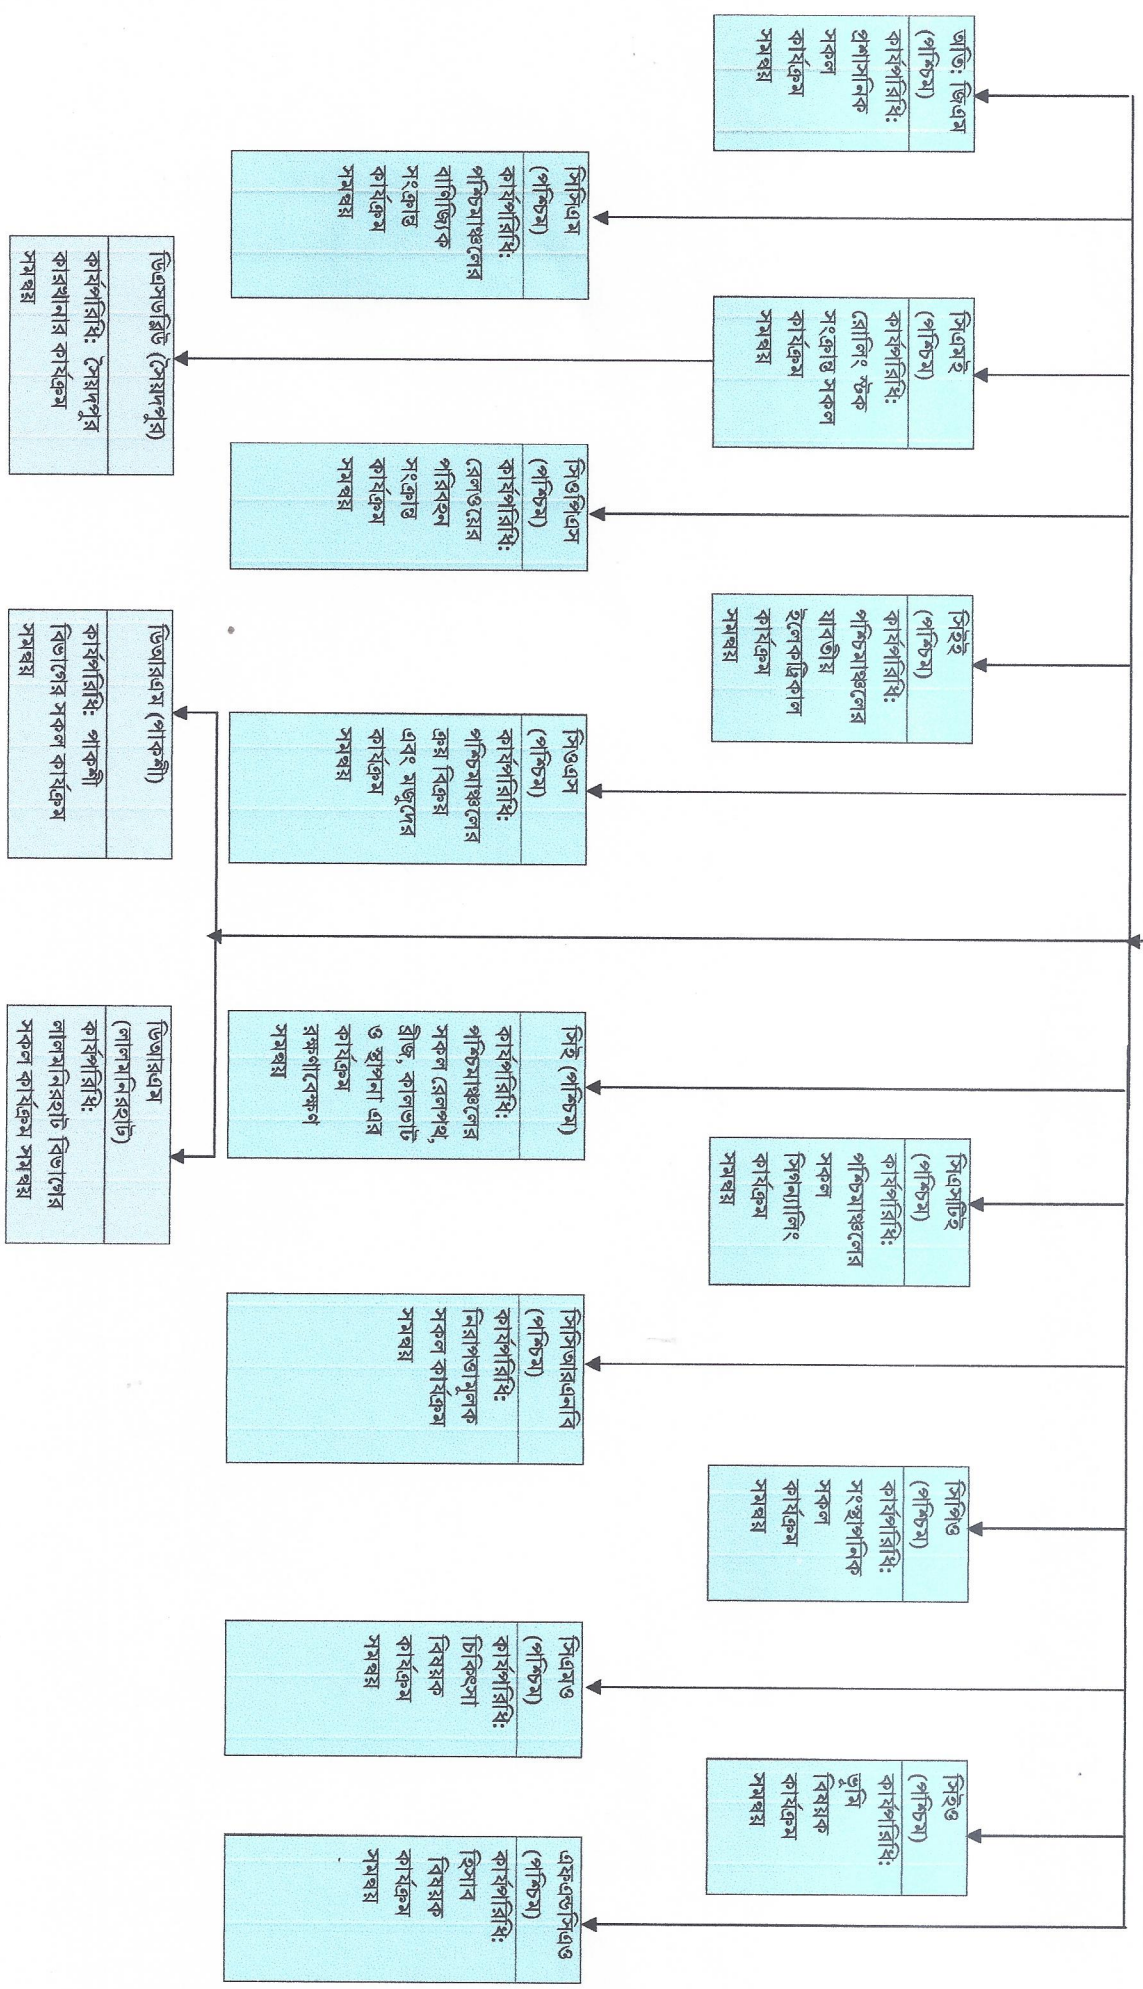 অতি: জিএম
(পশ্চিম)
কার্যপরিধি:
প্রশাসনিক
সকল
কার্যক্রম
সমন্বয়
সিএমই
(পশ্চিম)
কার্যপরিধি:
রোলিং স্টক
সংক্রান্ত সকল
কার্যক্রম
সমন্বয়
সিইই
(পশ্চিম)
কার্যপরিধি:
পশ্চিমাঞ্চলের
যাবতীয়
ইলেকট্রিকাল
কার্যক্রম
সমন্বয়
সিএসটিই
(পশ্চিম)
কার্যপরিধি:
পশ্চিমাঞ্চলের
সকল
সিগন্যালিং
কার্যক্রম
সমন্বয়
সিপিও
(পশ্চিম)
কার্যপরিধি:
সংস্থাপনিক
সকল
কার্যক্রম
সমন্বয়
সিইও
(পশ্চিম)
কার্যপরিধি:
ভূমি
বিষয়ক
কার্যক্রম
সমন্বয়
সিসিএম
(পশ্চিম)
কার্যপরিধি:
পশ্চিমাঞ্চলের
বাণিজ্যিক
সংক্রান্ত
কার্যক্রম
সমন্বয়
সিওপিএস
(পশ্চিম)
কার্যপরিধি:
রেলওয়ের
পরিবহন
সংক্রান্ত
কার্যক্রম
সমন্বয়
সিওএস
(পশ্চিম)
কার্যপরিধি:
পশ্চিমাঞ্চলের
ক্রয় বিক্রয়
এবং মজুদের
কার্যক্রম
সমন্বয়
সিই (পশ্চিম)
কার্যপরিধি:
পশ্চিমাঞ্চলের
সকল রেলপথ,
ব্রীজ, কালভার্ট
ও স্থাপনা এর
কার্যক্রম
রক্ষণাবেক্ষণ
সমন্বয়
সিসিআরএনবি
(পশ্চিম)
কার্যপরিধি:
নিরাপত্তামূলক
সকল কার্যক্রম
সমন্বয়
সিএমও
(পশ্চিম)
কার্যপরিধি:
চিকিৎসা
বিষয়ক
কার্যক্রম
সমন্বয়
এফএন্ডসিএও
(পশ্চিম)
কার্যপরিধি:
হিসাব
বিষয়ক
কার্যক্রম
সমন্বয়
ডিএসডব্লিউ (সৈয়দপুর)
কার্যপরিধি: সৈয়দপুর
কারখানার কার্যক্রম
সমন্বয়
ডিআরএম (পাকশী)
কার্যপরিধি: পাকশী
বিভাগের সকল কার্যক্রম
সমন্বয়
ডিআরএম
(লালমনিরহাট)
কার্যপরিধি:
লালমনিরহাট বিভাগের
সকল কার্যক্রম সমন্বয়